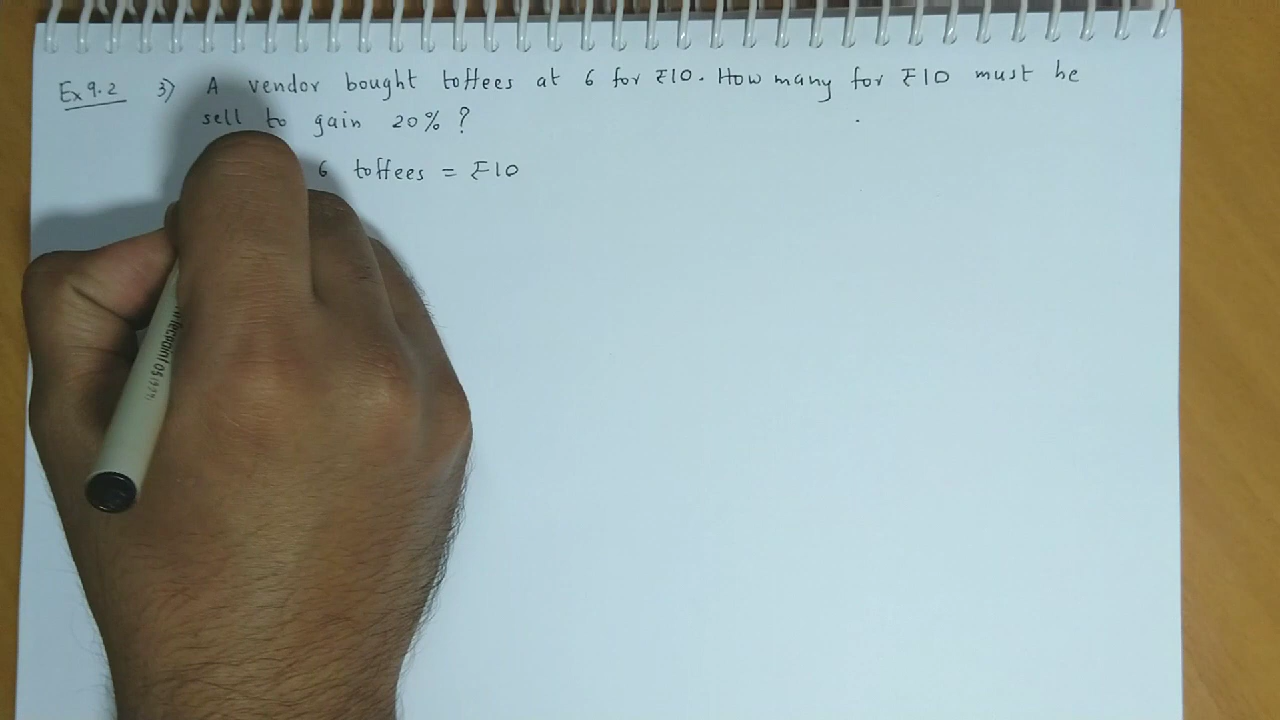 Ex 9.2 3) A vendor bought toffees at 6 for ₹10. How many for ₹10 must he
sell to gain 20% ?
6 toffees = ₹10